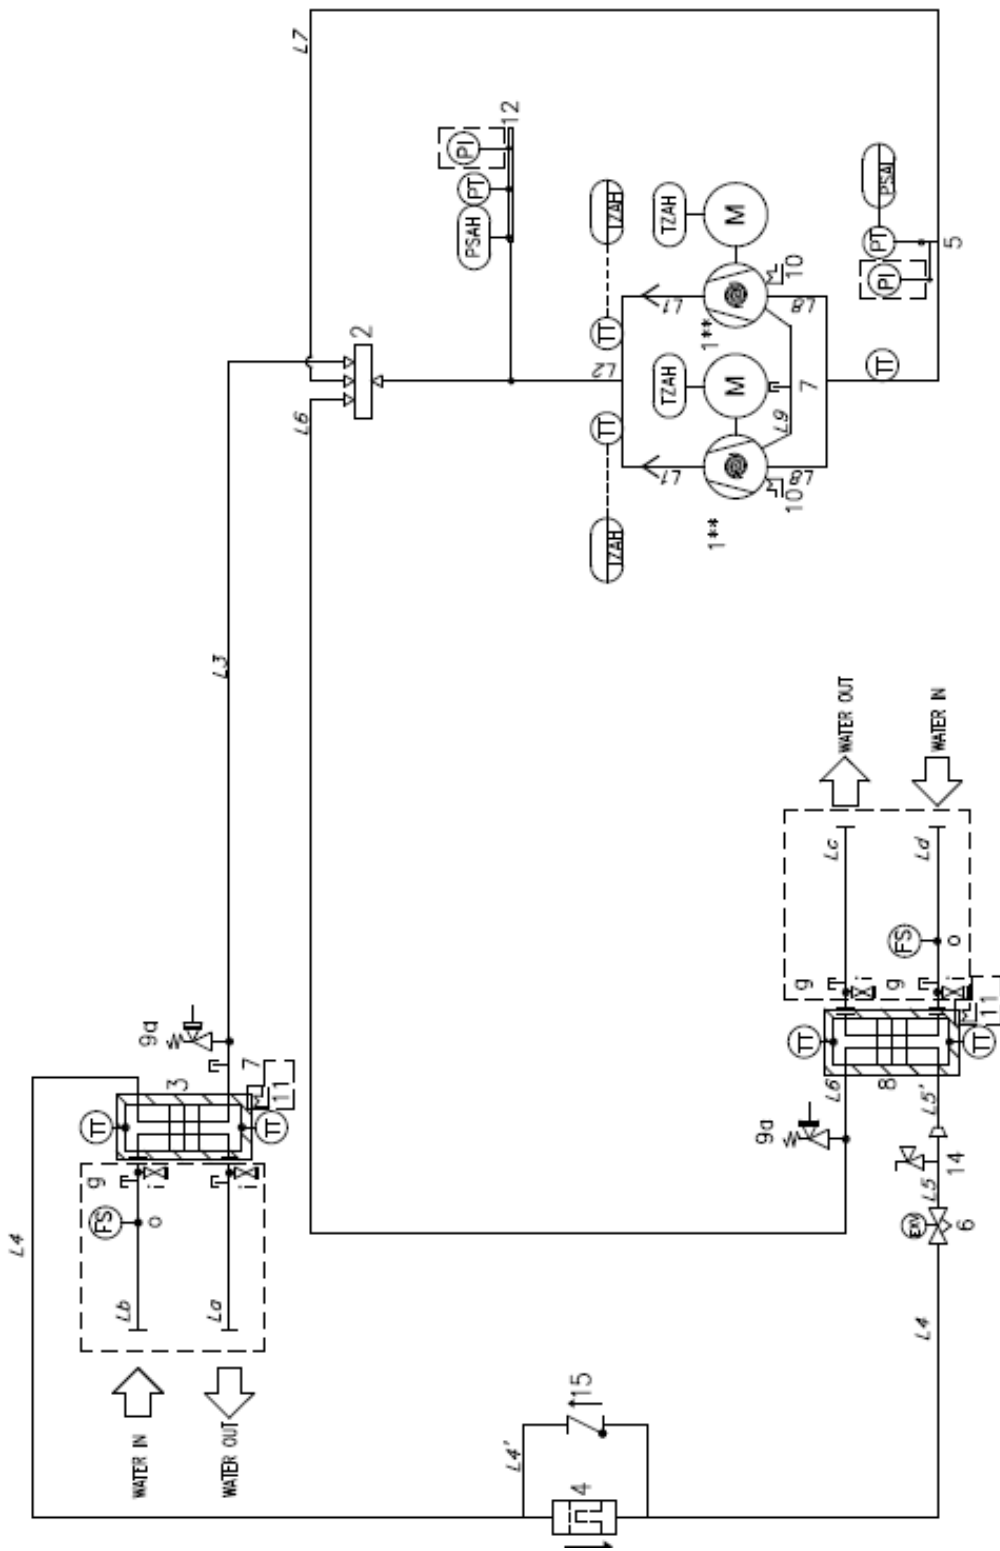 L7
12
PI
PT
PSAH
2
L6
L3
TZAH
TZAH
M
10
L1
L8
1**
TT
L2
TZAH
M
7
L9
TT
L1
L8
10
1**
TZAH
PSAL
PT
PI
5
TT
9a
7
3
11
TT
TT
g
i
i
FS
o
Lb
La
L4
WATER IN
WATER OUT
L4'
15
4
WATER OUT
WATER IN
Lc
Ld
FS
o
g
i
g
i
11
TT
TT
8
L6
L5'
9a
14
L5
EXV
6
L4